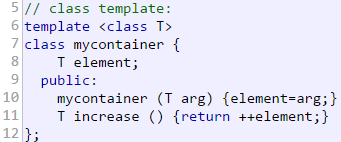 5 // class template:
6 template <class T>
7 class mycontainer {
8     T element;
9   public:
10     mycontainer (T arg) {element=arg;}
11     T increase () {return ++element;}
12 };